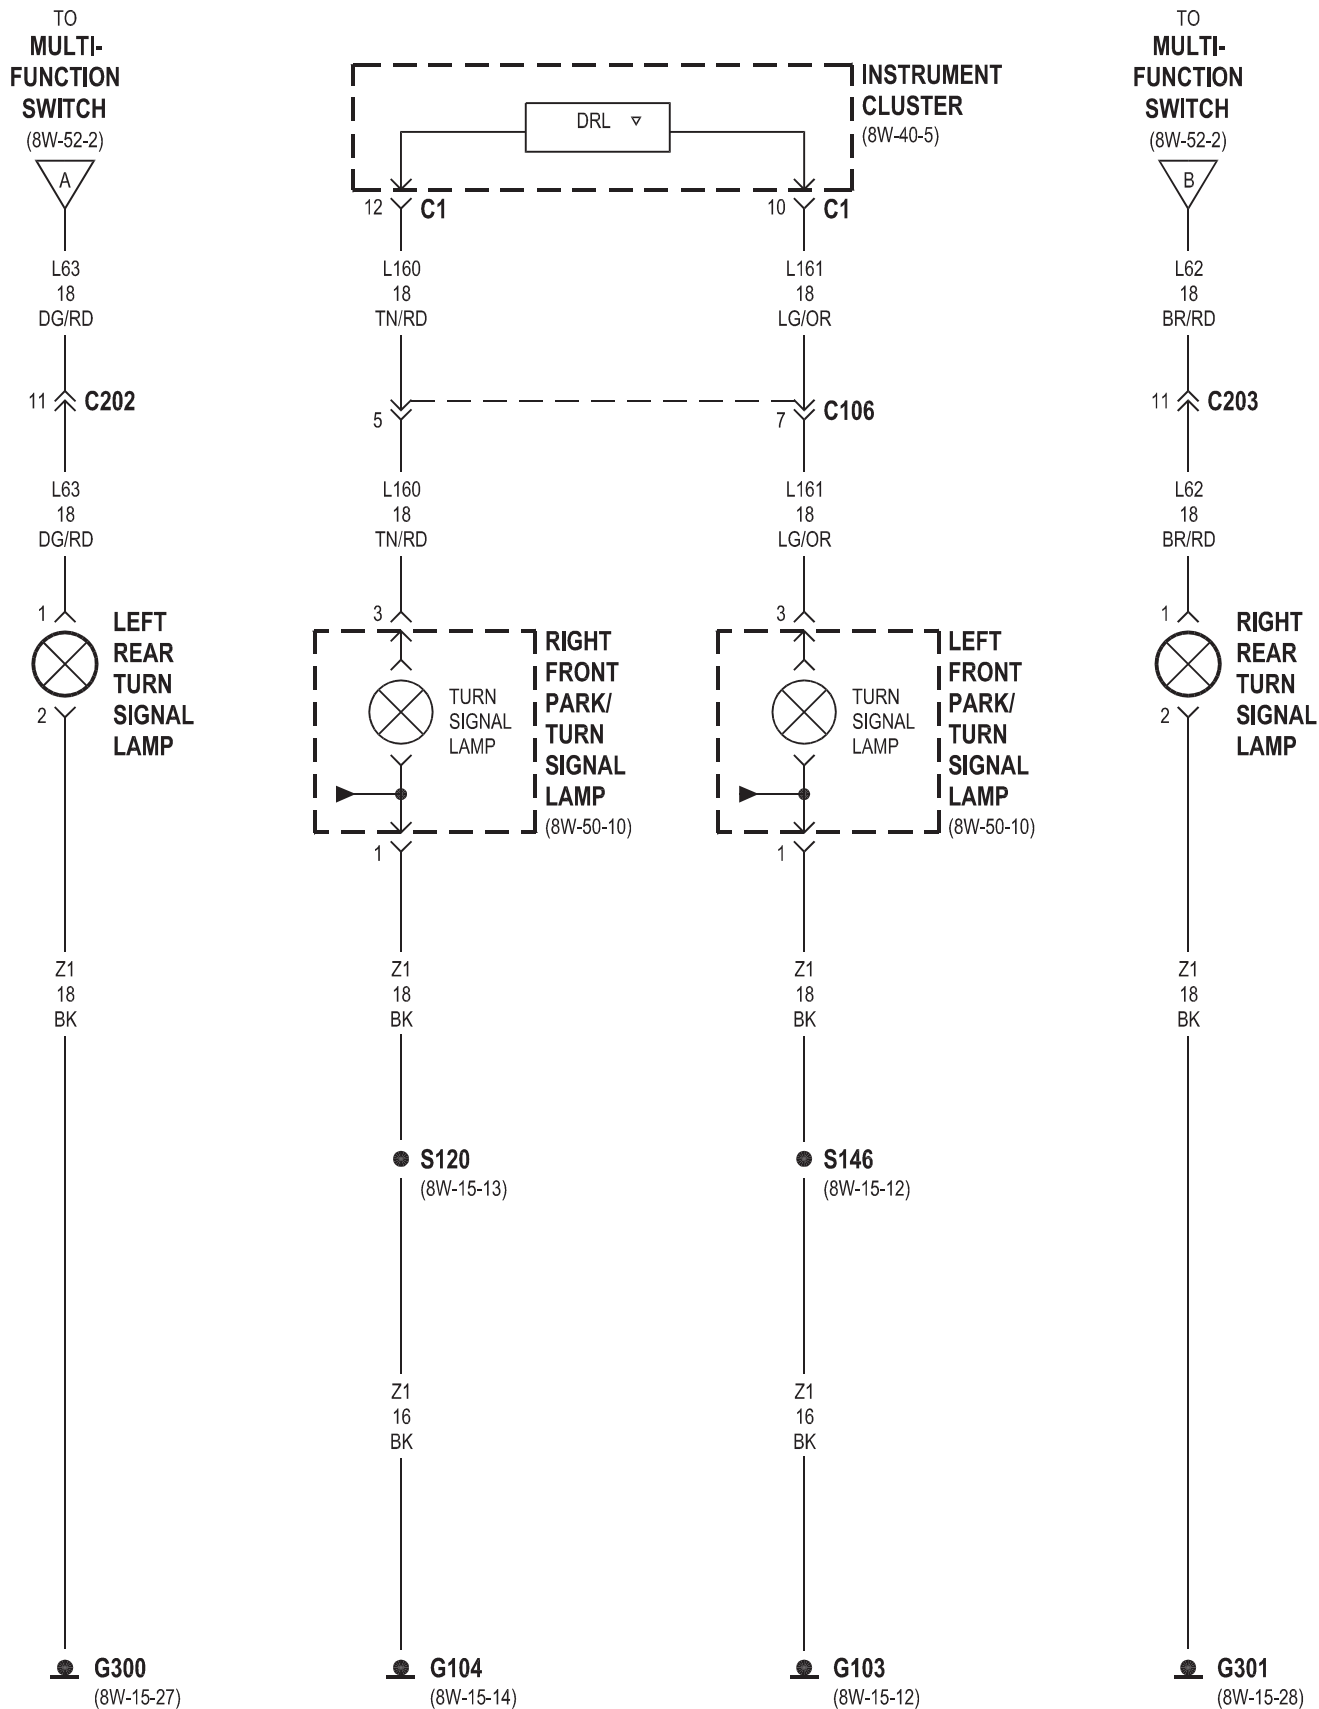 TO
MULTI-
FUNCTION
SWITCH
(8W-52-2)
A
L63
18
DG/RD
11 C202
L63
18
DG/RD
1
LEFT
REAR
TURN
SIGNAL
LAMP
2
Z1
18
BK
G300
(8W-15-27)
INSTRUMENT
CLUSTER
(8W-40-5)
DRL
12 C1
L160
18
TN/RD
5
L160
18
TN/RD
3
RIGHT
FRONT
PARK/
TURN
SIGNAL
LAMP
(8W-50-10)
TURN
SIGNAL
LAMP
1
Z1
18
BK
S120
(8W-15-13)
Z1
16
BK
G104
(8W-15-14)
10 C1
L161
18
LG/OR
7 C106
L161
18
LG/OR
3
LEFT
FRONT
PARK/
TURN
SIGNAL
LAMP
(8W-50-10)
TURN
SIGNAL
LAMP
1
Z1
18
BK
S146
(8W-15-12)
Z1
16
BK
G103
(8W-15-12)
TO
MULTI-
FUNCTION
SWITCH
(8W-52-2)
B
L62
18
BR/RD
11 C203
L62
18
BR/RD
1
RIGHT
REAR
TURN
SIGNAL
LAMP
2
Z1
18
BK
G301
(8W-15-28)